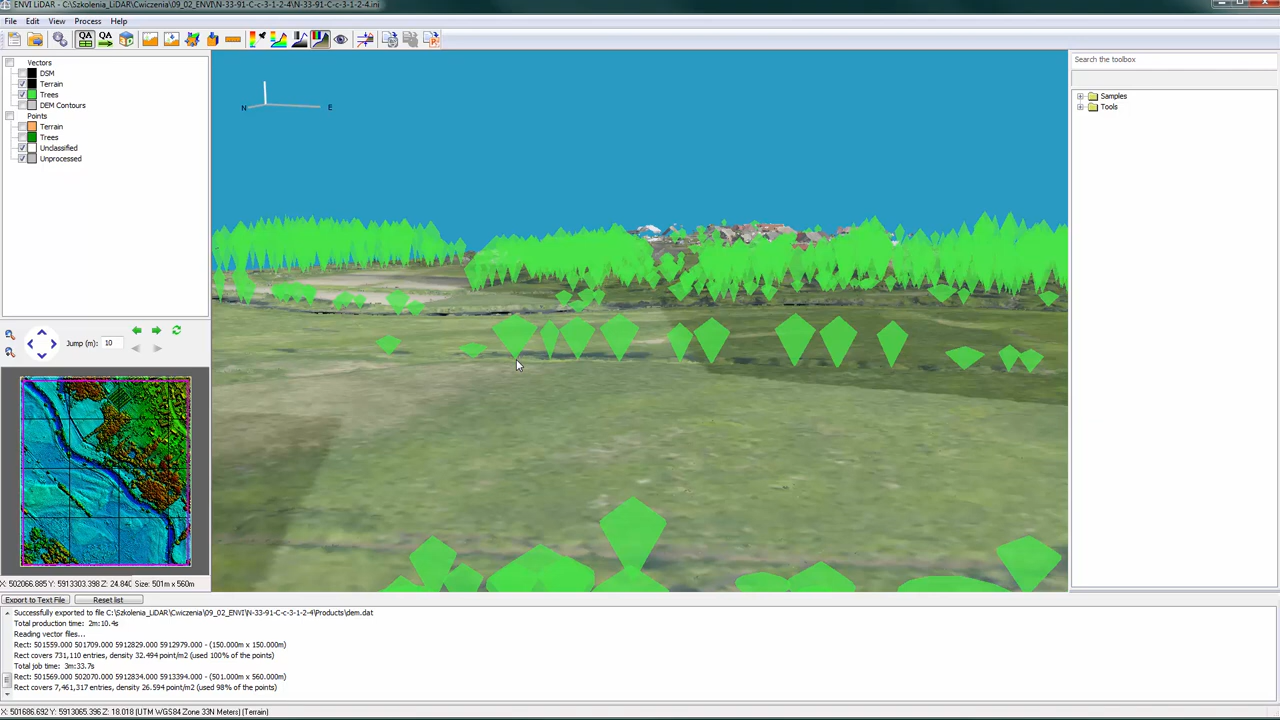 ENVI LiDAR - C:\Szkolenia_LiDAR\Cwiczenia\09_02_ENVI\N-33-91-C-c-3-1-2-4\N-33-91-C-c-3-1-2-4.ini
File Edit View Process Help
QA QA
Search the toolbox
Vectors
DSM
Terrain
Trees
DEM Contours
Points
Terrain
Trees
Unclassified
Unprocessed
N E
Samples
Tools
Jump (m): 10
X: 502066.885 Y: 5913303.398 Z: 24.840 Size: 501m x 560m
Export to Text File Reset list
Successfully exported to file C:\Szkolenia_LiDAR\Cwiczenia\09_02_ENVI\N-33-91-C-c-3-1-2-4\Products\dem.dat
Total production time: 2m:10.4s
Reading vector files...
Rect: 501559.000 501709.000 5912829.000 5912979.000 - (150.000m x 150.000m)
Rect covers 731,110 entries, density 32.494 point/m2 (used 100% of the points)
Total job time: 3m:33.7s
Rect: 501569.000 502070.000 5912834.000 5913394.000 - (501.000m x 560.000m)
Rect covers 7,461,317 entries, density 26.594 point/m2 (used 98% of the points)
X: 501686.692 Y: 5913065.396 Z: 18.018 (UTM WGS84 Zone 33N Meters) (Terrain)